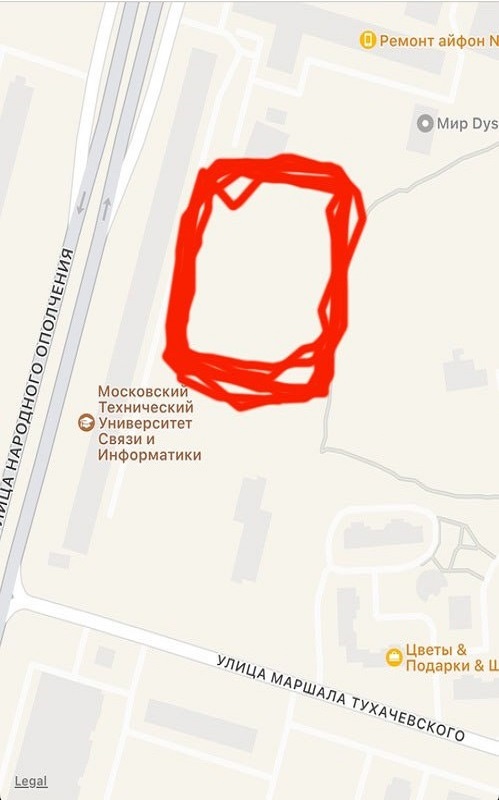 Ремонт айфон N
Мир Dys
УЛИЦА НАРОДНОГО ОПОЛЧЕНИЯ
Московский
Технический
Университет
Связи и
Информатики
Цветы &
Подарки & Ш
УЛИЦА МАРШАЛА ТУХАЧЕВСКОГО
Legal